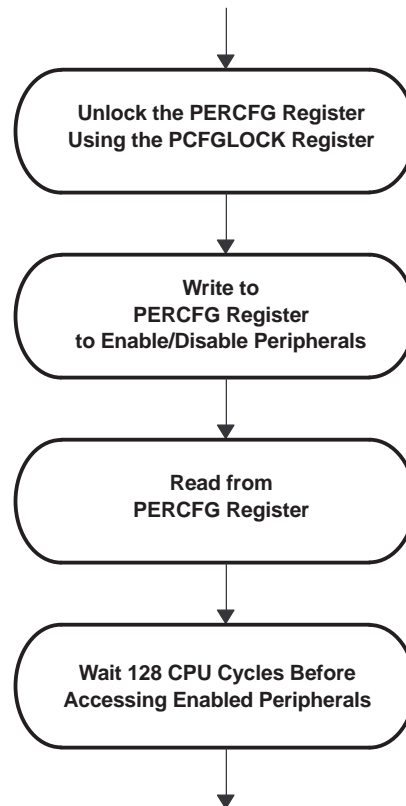 Unlock the PERCFG Register
Using the PCFGLOCK Register
Write to
PERCFG Register
to Enable/Disable Peripherals
Read from
PERCFG Register
Wait 128 CPU Cycles Before
Accessing Enabled Peripherals